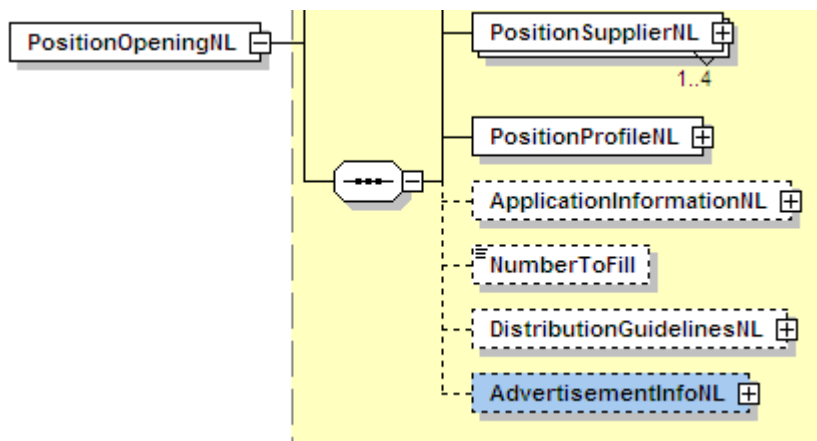 PositionOpeningNL
PositionSupplierNL
1..4
PositionProfileNL
ApplicationInformationNL
NumberToFill
DistributionGuidelinesNL
AdvertisementInfoNL